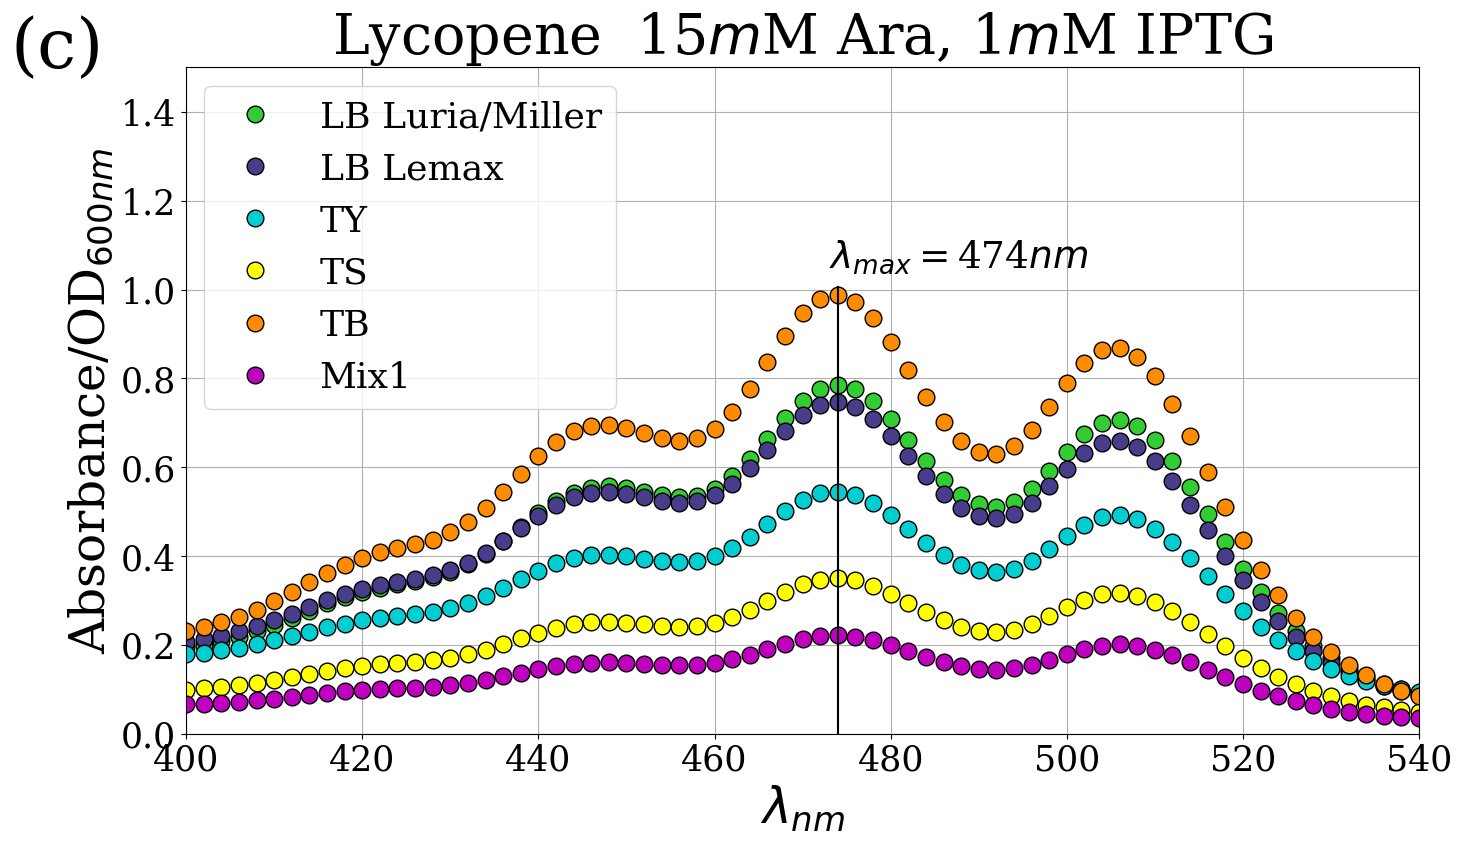 (c)
Lycopene 15mM Ara, 1mM IPTG
Absorbance/OD600nm
1.4
1.2
1.0
0.8
0.6
0.4
0.2
0.0
LB Luria/Miller
LB Lemax
TY
TS
TB
Mix1
λmax = 474nm
400 420 440 460 480 500 520 540
λnm